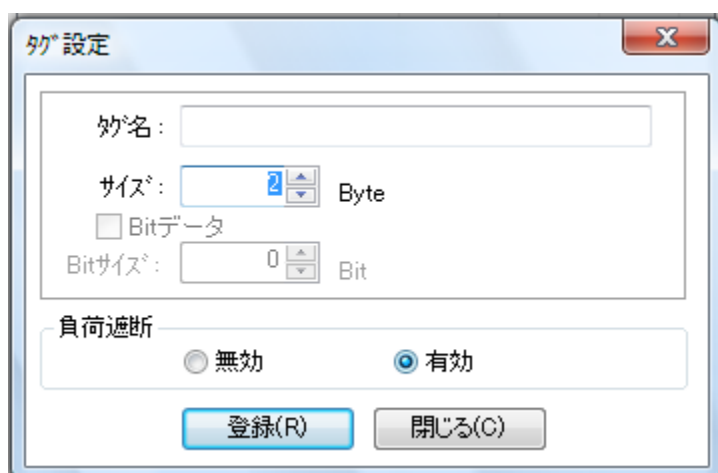 ﾀｸﾞ設定
ﾀｸﾞ名：
サイズ： 2 Byte
Bitデータ
Bitサイズ： 0 Bit
負荷遮断
無効 有効
登録(R) 閉じる(C)